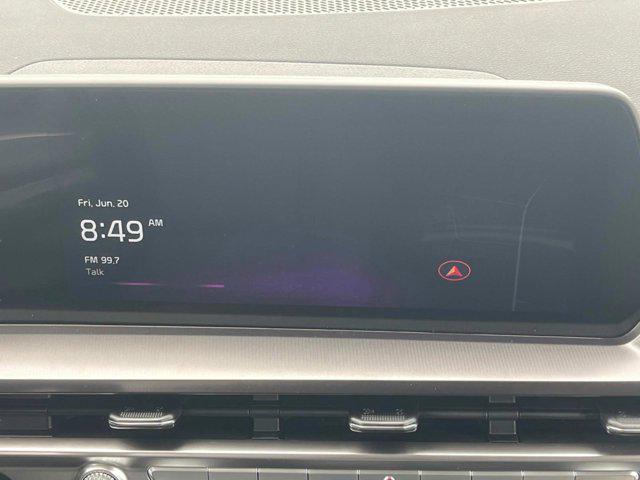 Fri, Jun. 20
8:49 AM
FM 99.7
Talk